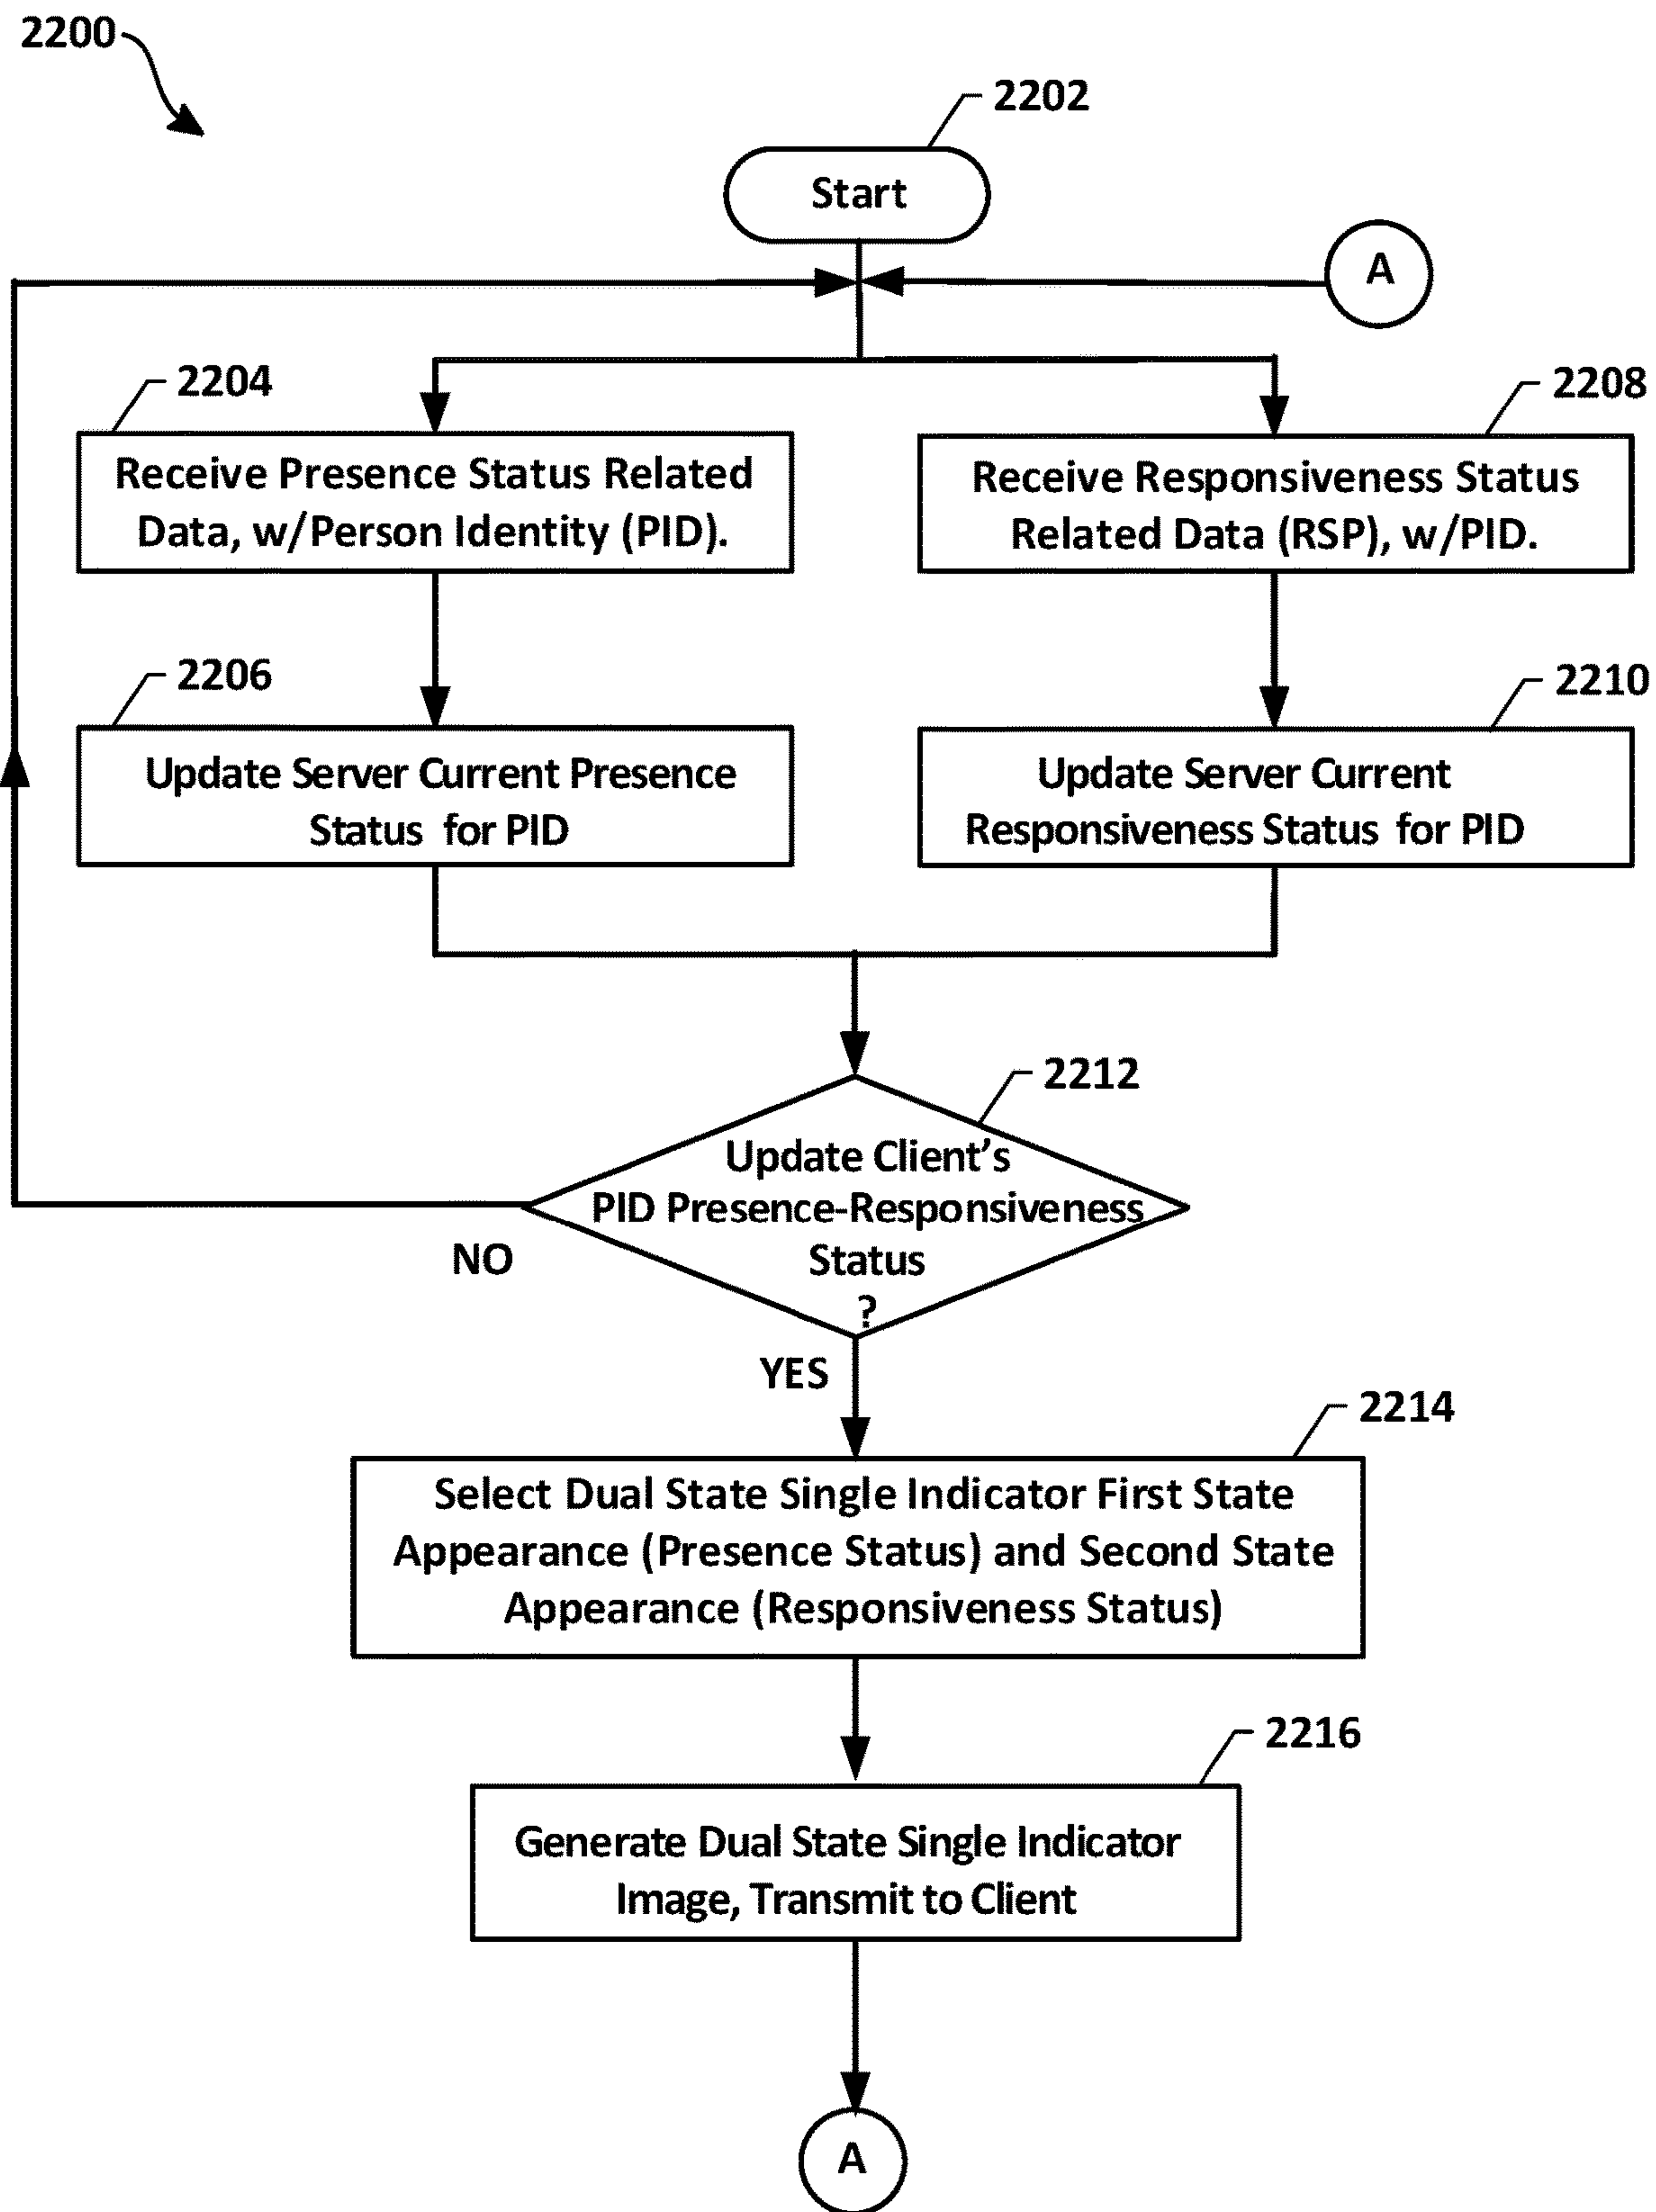 2200
2202
Start
A
2204
Receive Presence Status Related
Data, w/Person Identity (PID).
2208
Receive Responsiveness Status
Related Data (RSP), w/PID.
2206
Update Server Current Presence
Status for PID
2210
Update Server Current
Responsiveness Status for PID
2212
Update Client’s
PID Presence-Responsiveness
Status
?
NO
YES
2214
Select Dual State Single Indicator First State
Appearance (Presence Status) and Second State
Appearance (Responsiveness Status)
2216
Generate Dual State Single Indicator
Image, Transmit to Client
A